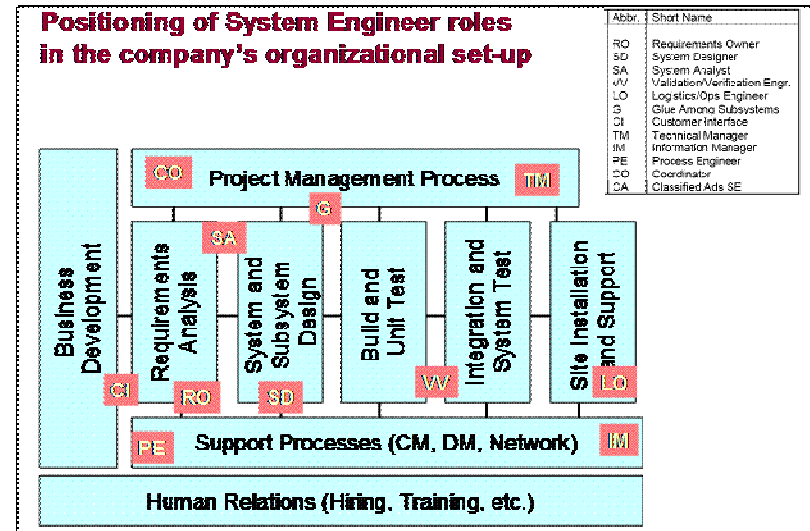 Positioning of System Engineer roles
in the company's organizational set-up
Abbr. Short Name
RO Requirements Owner
SD System Designer
SA System Analyst
VV Validation/Verification Engr.
LO Logistics/Ops Engineer
G Glue Among Subsystems
CI Customer Interface
TM Technical Manager
IM Information Manager
PE Process Engineer
CO Coordinator
CA Classified Ads SE
CO
Project Management Process
TM
G
SA
Business
Development
Requirements
Analysis
System and
Subsystem
Design
Build and
Unit Test
Integration and
System Test
Site Installation
and Support
CI
RO
SD
VV
LO
PE
Support Processes (CM, DM, Network)
IM
Human Relations (Hiring, Training, etc.)